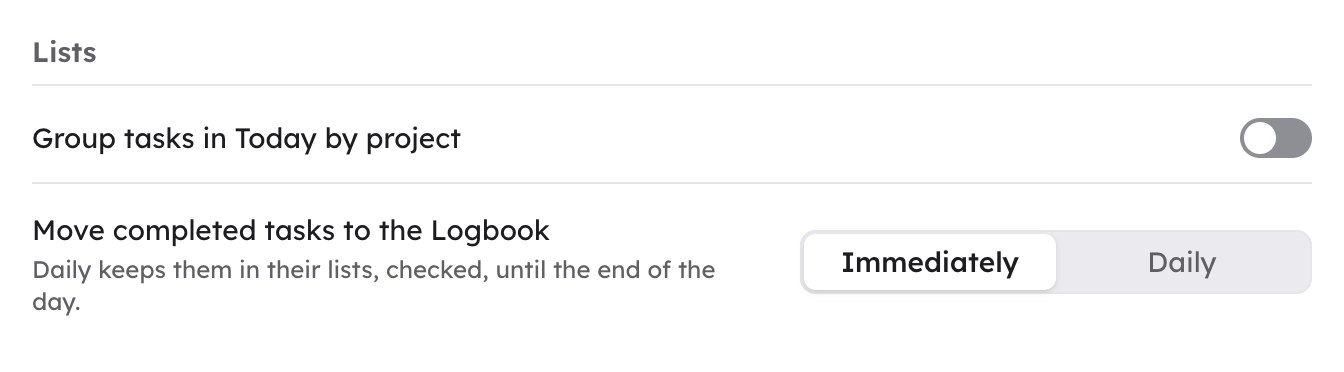 Lists
Group tasks in Today by project
Move completed tasks to the Logbook
Daily keeps them in their lists, checked, until the end of the
day.
Immediately
Daily